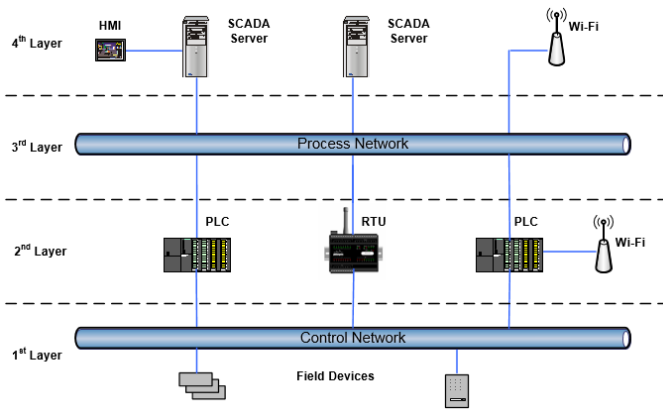 HMI
SCADA
Server
SCADA
Server
Wi-Fi
4th Layer
3rd Layer
Process Network
PLC
RTU
PLC
2nd Layer
Wi-Fi
Control Network
1st Layer
Field Devices